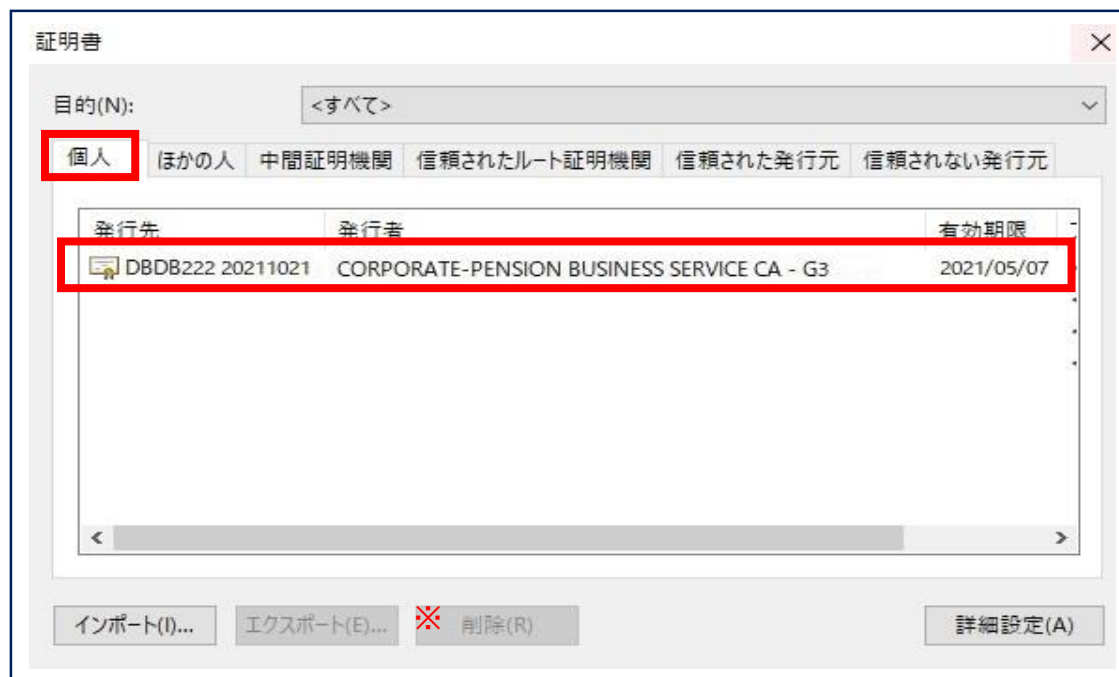 証明書
目的(N): <すべて>
個人 ほかの人 中間証明機関 信頼されたルート証明機関 信頼された発行元 信頼されない発行元
発行先 発行者 有効期限
DBDB222 20211021 CORPORATE-PENSION BUSINESS SERVICE CA - G3 2021/05/07
インポート(I)... エクスポート(E)... ※ 削除(R) 詳細設定(A)